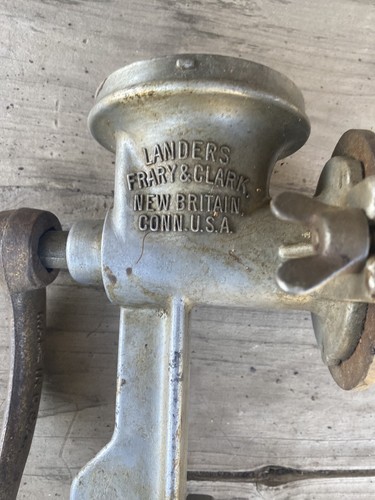 LANDERS
FRARY & CLARK
NEW BRITAIN,
CONN. U.S.A.